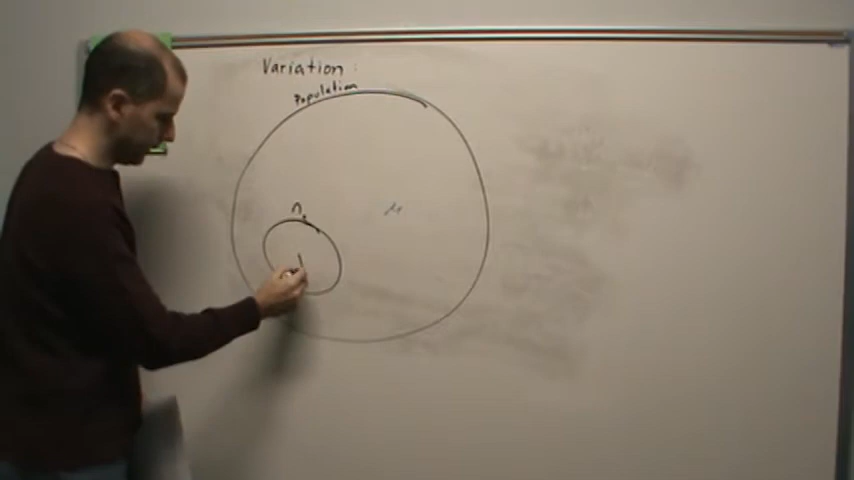 Variation :
Population
n,
μ